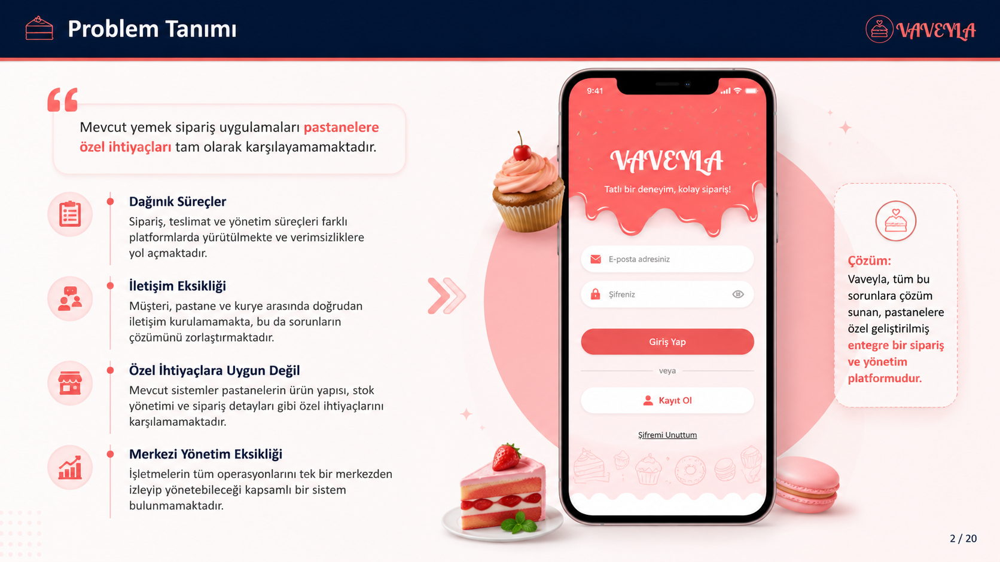 Problem Tanımı
VAVEYLA
Mevcut yemek sipariş uygulamaları pastanelere
özel ihtiyaçları tam olarak karşılayamamaktadır.
Dağınık Süreçler
Sipariş, teslimat ve yönetim süreçleri farklı
platformlarda yürütülmekte ve verimsizliklere
yol açmaktadır.
İletişim Eksikliği
Müşteri, pastane ve kurye arasında doğrudan
iletişim kurulamamakta, bu da sorunların
çözümünü zorlaştırmaktadır.
Özel İhtiyaçlara Uygun Değil
Mevcut sistemler pastanelerin ürün yapısı, stok
yönetimi ve sipariş detayları gibi özel ihtiyaçlarını
karşılamamaktadır.
Merkezi Yönetim Eksikliği
İşletmelerin tüm operasyonlarını tek bir merkezden
izleyip yönetebileceği kapsamlı bir sistem
bulunmamaktadır.
9:41
VAVEYLA
Tatlı bir deneyim, kolay sipariş!
E-posta adresiniz
Şifreniz
Giriş Yap
veya
Kayıt Ol
Şifremi Unuttum
Çözüm:
Vaveyla, tüm bu
sorunlara çözüm
sunan, pastanelere
özel geliştirilmiş
entegre bir sipariş
ve yönetim
platformudur.
2 / 20